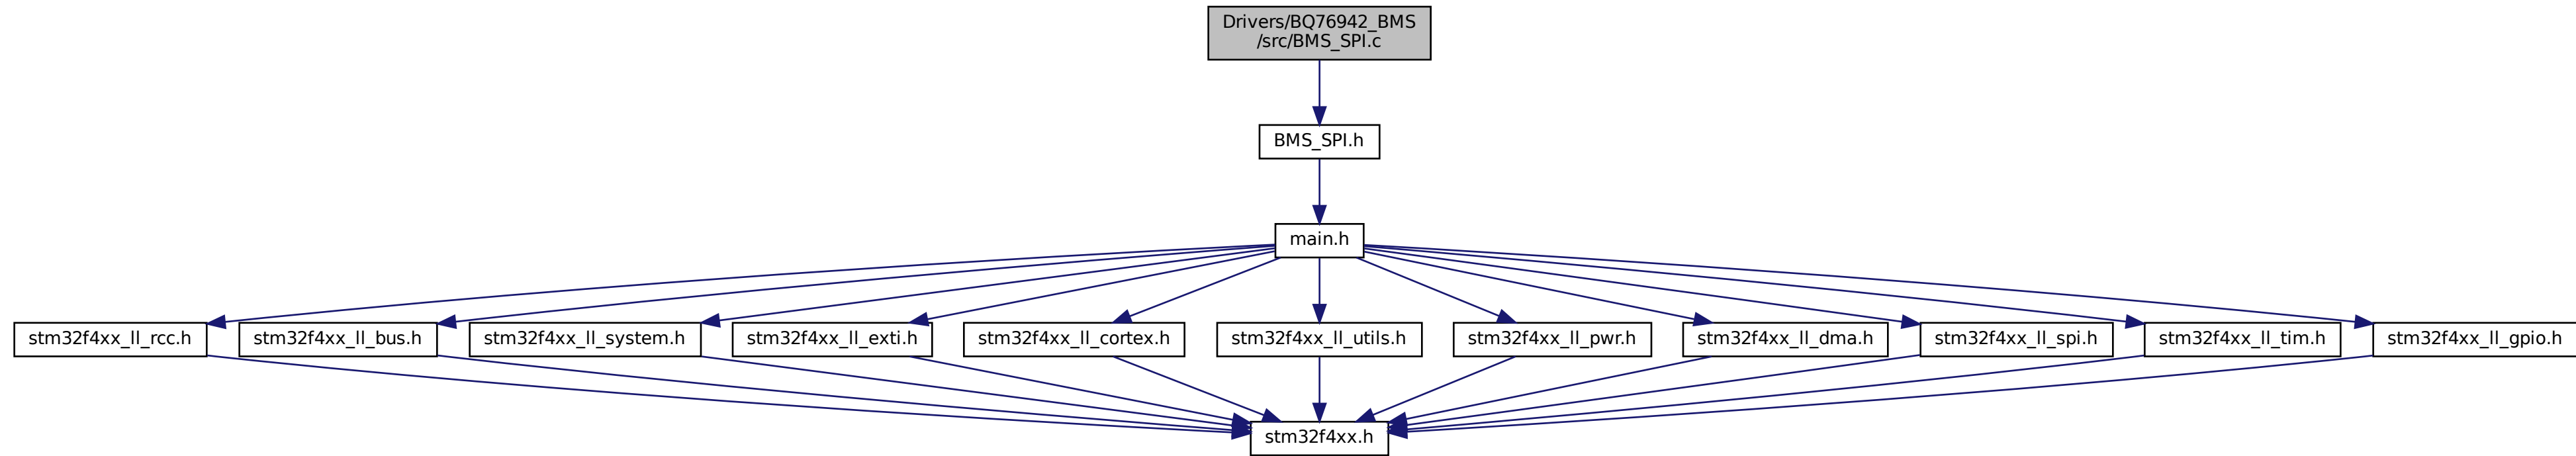 Drivers/BQ76942_BMS
/src/BMS_SPI.c
BMS_SPI.h
main.h
stm32f4xx_ll_rcc.h
stm32f4xx_ll_bus.h
stm32f4xx_ll_system.h
stm32f4xx_ll_exti.h
stm32f4xx_ll_cortex.h
stm32f4xx_ll_utils.h
stm32f4xx_ll_pwr.h
stm32f4xx_ll_dma.h
stm32f4xx_ll_spi.h
stm32f4xx_ll_tim.h
stm32f4xx_ll_gpio.h
stm32f4xx.h